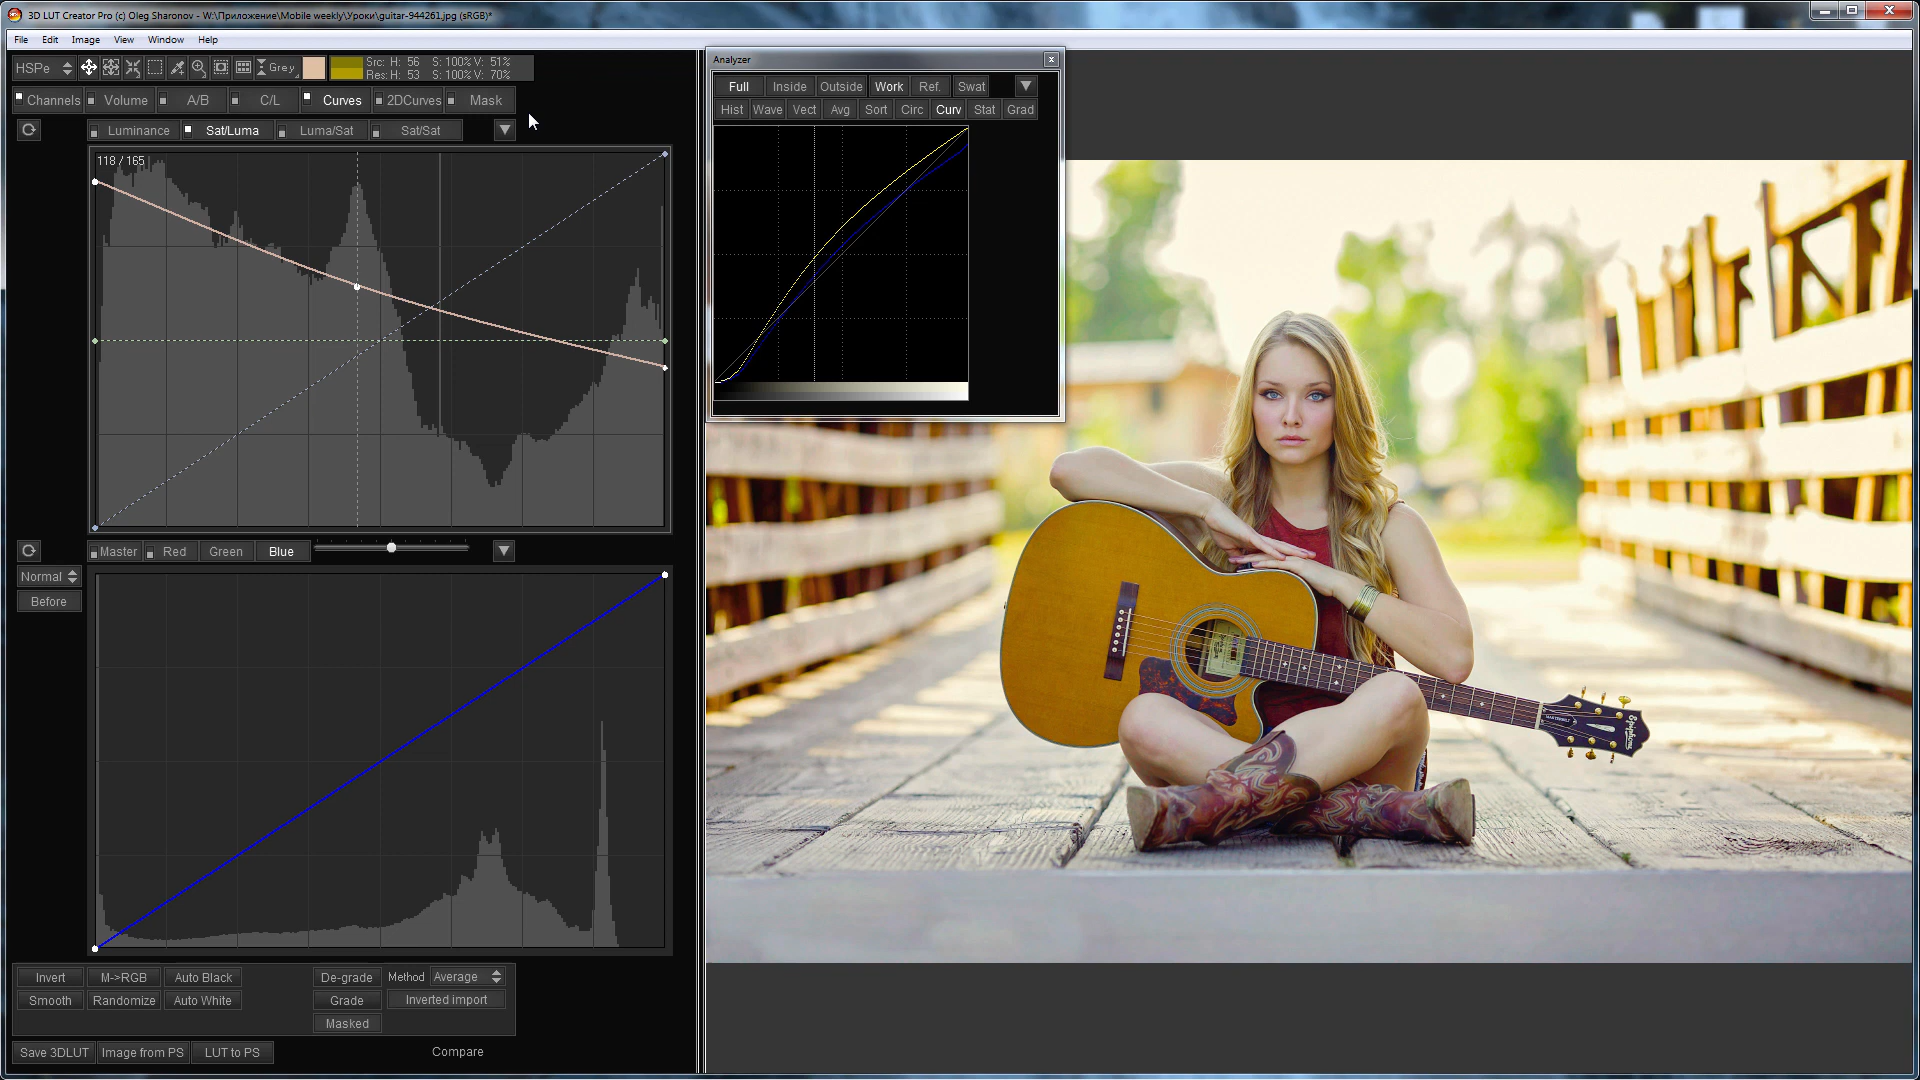 3D LUT Creator Pro (c) Oleg Sharonov - W:\Приложение\Mobile weekly\Уроки\guitar-944261.jpg (sRGB)*
File Edit Image View Window Help
HSPe Grey Src: H: 56 S: 100% V: 51%
Res: H: 53 S: 100% V: 70%
Channels Volume A/B C/L Curves 2DCurves Mask
Luminance Sat/Luma Luma/Sat Sat/Sat
118 / 165
Master Red Green Blue
Normal
Before
Invert M->RGB Auto Black De-grade Method Average
Smooth Randomize Auto White Grade Inverted import
Masked
Save 3DLUT Image from PS LUT to PS Compare
Analyzer
Full Inside Outside Work Ref. Swat
Hist Wave Vect Avg Sort Circ Curv Stat Grad
Epiphone